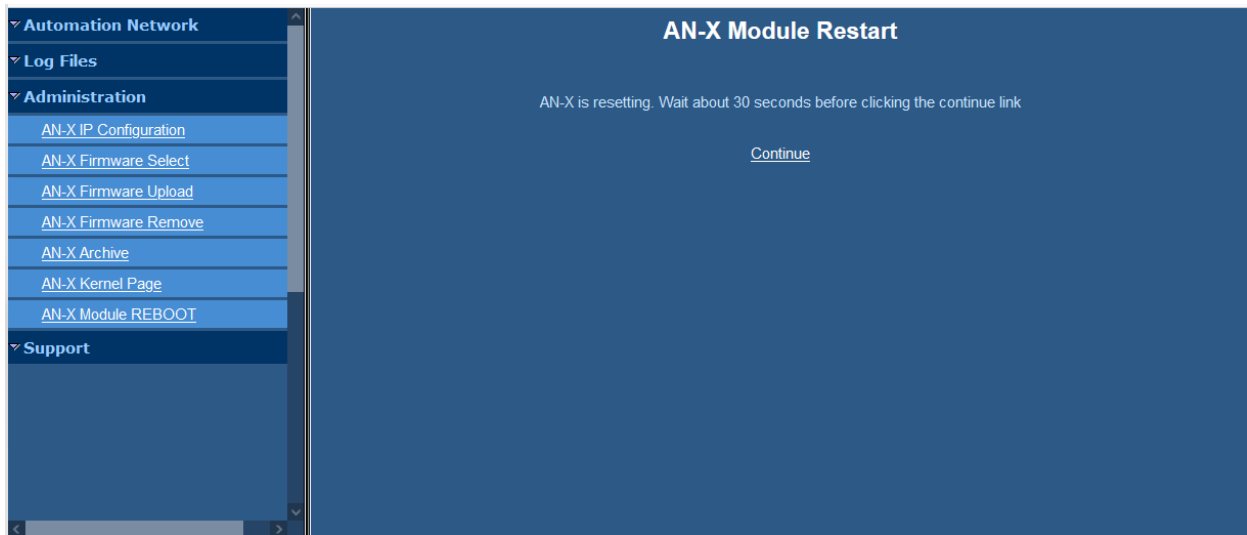 Automation Network
Log Files
Administration
AN-X IP Configuration
AN-X Firmware Select
AN-X Firmware Upload
AN-X Firmware Remove
AN-X Archive
AN-X Kernel Page
AN-X Module REBOOT
Support
AN-X Module Restart
AN-X is resetting. Wait about 30 seconds before clicking the continue link
Continue